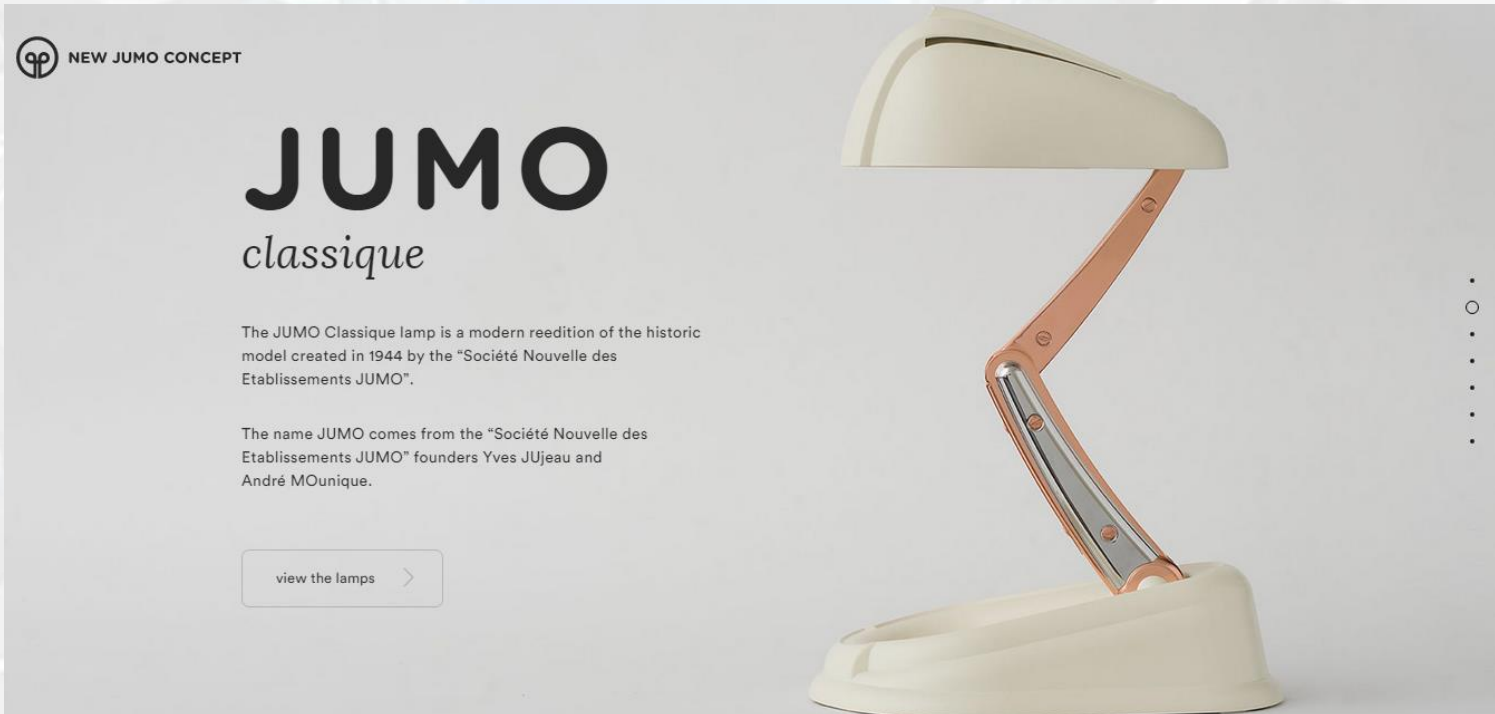 NEW JUMO CONCEPT
JUMO
classique
The JUMO Classique lamp is a modern reedition of the historic
model created in 1944 by the “Société Nouvelle des
Etablissements JUMO”.
The name JUMO comes from the “Société Nouvelle des
Etablissements JUMO” founders Yves JUjeau and
André MOunique.
view the lamps